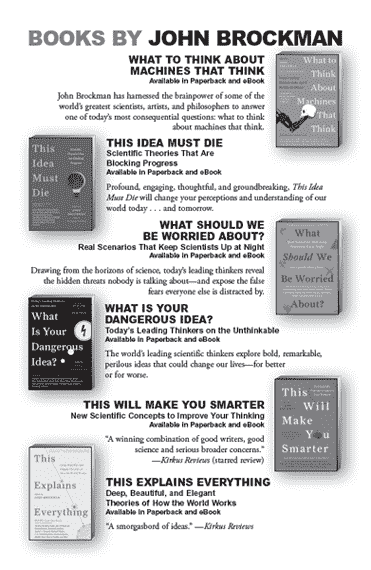 BOOKS BY JOHN BROCKMAN
WHAT TO THINK ABOUT
MACHINES THAT THINK
Available in Paperback and eBook
John Brockman has harnessed the brainpower of some of the
world's greatest scientists, artists, and philosophers to answer
one of today's most consequential questions: what to think
about machines that think.
What to
Think
About
Machines
That
Think
THIS IDEA MUST DIE
Scientific Theories That Are
Blocking Progress
Available in Paperback and eBook
Profound, engaging, thoughtful, and groundbreaking, This Idea
Must Die will change your perceptions and understanding of our
world today . . . and tomorrow.
This
Idea
Must
Die
WHAT SHOULD WE
BE WORRIED ABOUT?
Real Scenarios That Keep Scientists Up at Night
Available in Paperback and eBook
Drawing from the horizons of science, today's leading thinkers reveal
the hidden threats nobody is talking about—and expose the false
fears everyone else is distracted by.
What
Should We
Be Worried
About?
WHAT IS YOUR
DANGEROUS IDEA?
Today's Leading Thinkers on the Unthinkable
Available in Paperback and eBook
The world's leading scientific thinkers explore bold, remarkable,
perilous ideas that could change our lives—for better
or for worse.
What
Is Your
Dangerous
Idea?
THIS WILL MAKE YOU SMARTER
New Scientific Concepts to Improve Your Thinking
Available in Paperback and eBook
"A winning combination of good writers, good
science and serious broader concerns."
—Kirkus Reviews (starred review)
This
Will
Make
You
Smarter
THIS EXPLAINS EVERYTHING
Deep, Beautiful, and Elegant
Theories of How the World Works
Available in Paperback and eBook
"A smorgasbord of ideas." —Kirkus Reviews
This
Explains
Everything